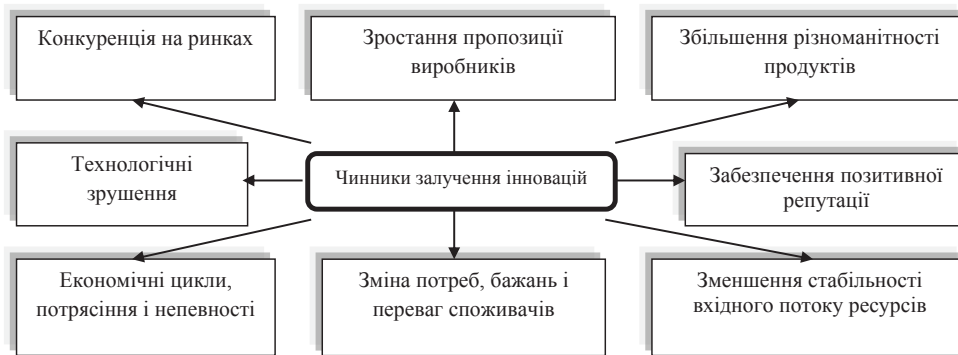 Конкуренція на ринках
Зростання пропозиції
виробників
Збільшення різноманітності
продуктів
Технологічні
зрушення
Чинники залучення інновацій
Забезпечення позитивної
репутації
Економічні цикли,
потрясіння і непевності
Зміна потреб, бажань і
переваг споживачів
Зменшення стабільності
вхідного потоку ресурсів